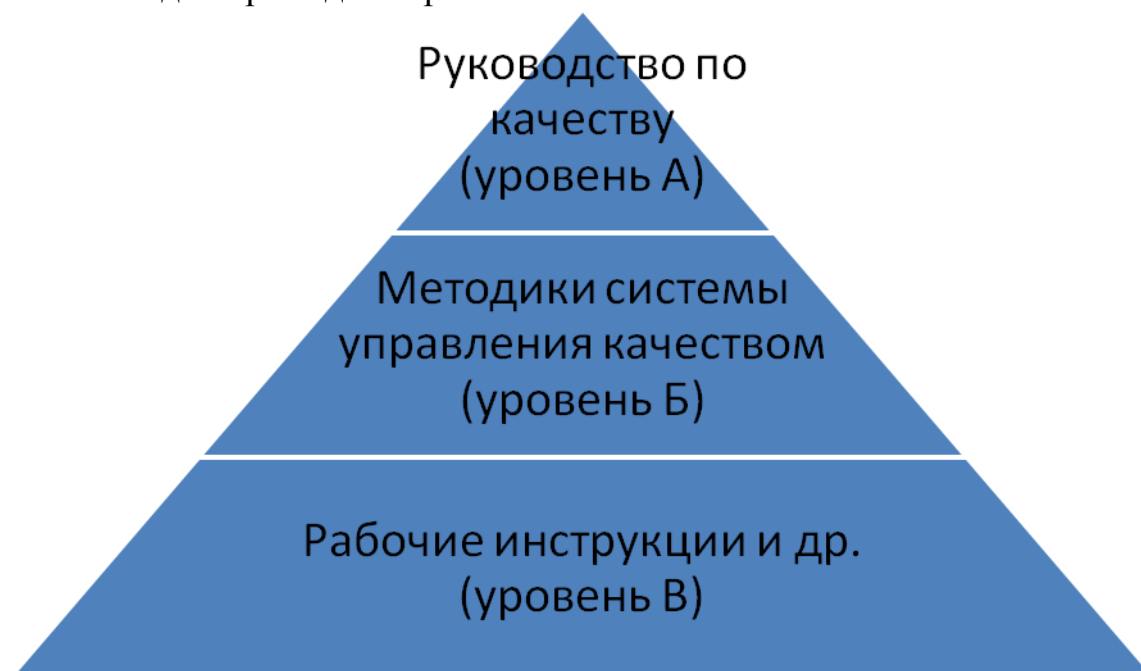 Руководство по
качеству
(уровень А)
Методики системы
управления качеством
(уровень Б)
Рабочие инструкции и др.
(уровень В)